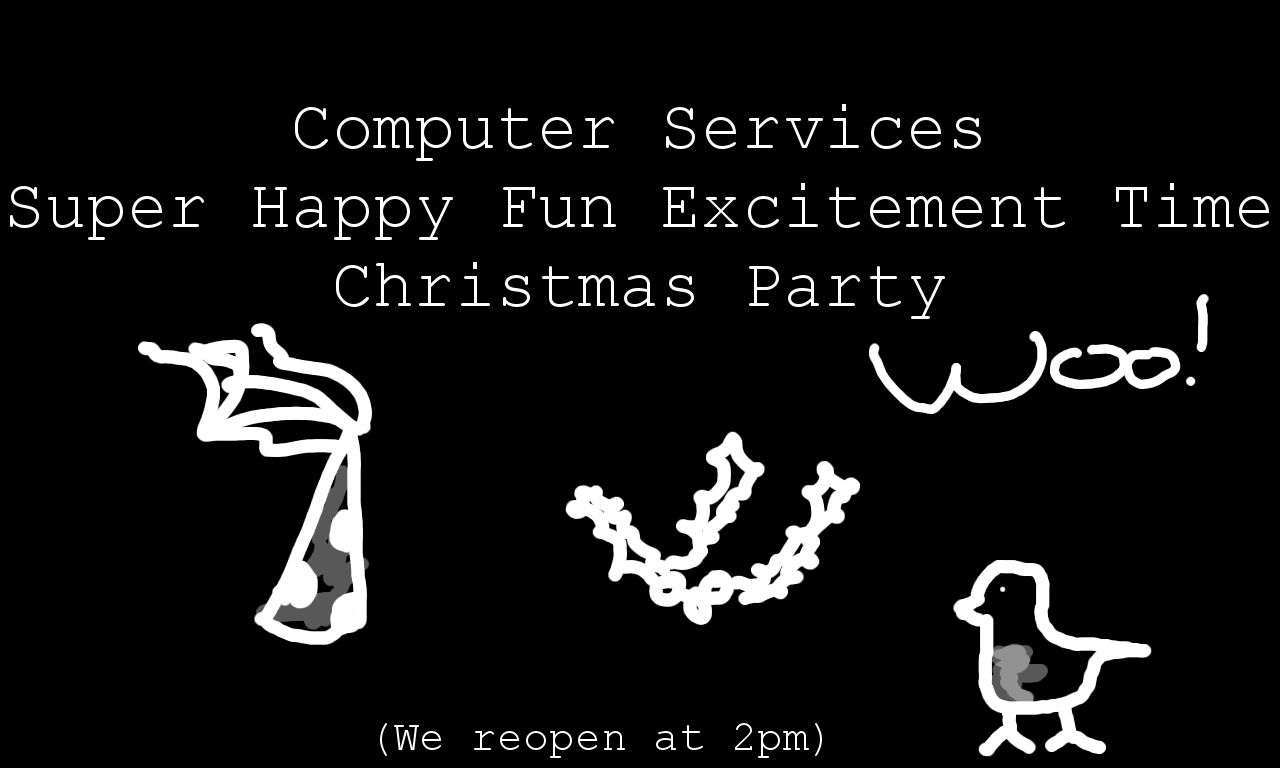 Computer Services
Super Happy Fun Excitement Time
Christmas Party
Woo!
(We reopen at 2pm)